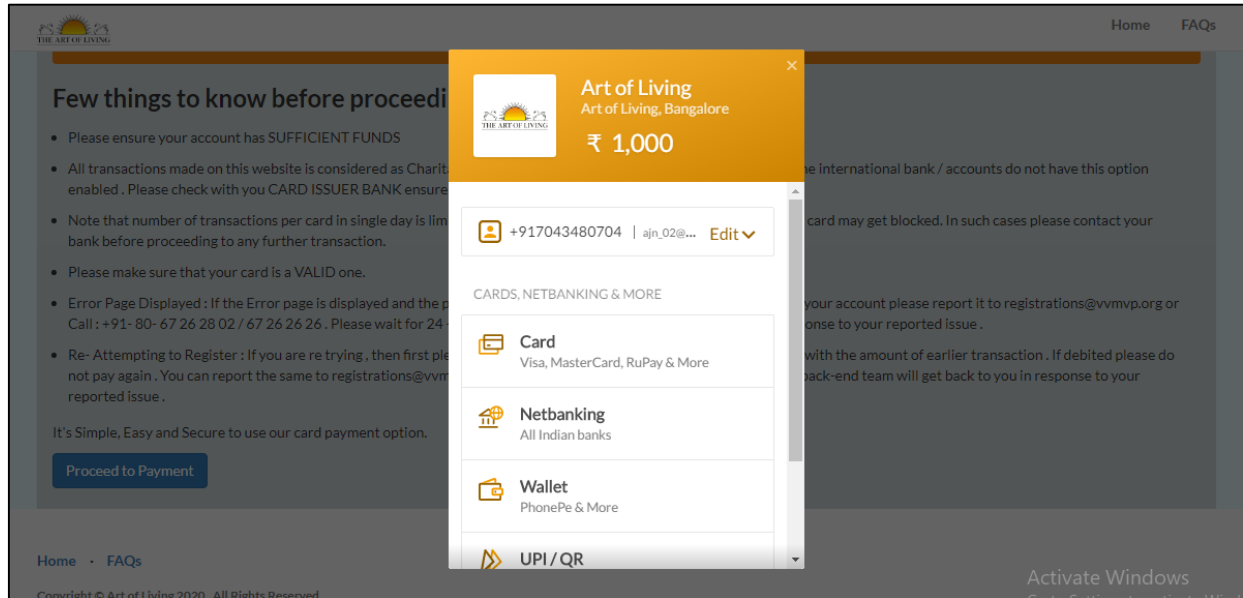 THE ART OF LIVING
Home FAQs
Few things to know before proceedi
Please ensure your account has SUFFICIENT FUNDS
All transactions made on this website is considered as Charit
e international bank / accounts do not have this option
enabled . Please check with you CARD ISSUER BANK ensure
Note that number of transactions per card in single day is lim
card may get blocked. In such cases please contact your
bank before proceeding to any further transaction.
Please make sure that your card is a VALID one.
Error Page Displayed : If the Error page is displayed and the p
your account please report it to registrations@vvmvp.org or
Call : +91- 80- 67 26 28 02 / 67 26 26 26 . Please wait for 24
onse to your reported issue .
Re- Attempting to Register : If you are re trying , then first ple
with the amount of earlier transaction . If debited please do
not pay again . You can report the same to registrations@vvm
back-end team will get back to you in response to your
reported issue .
It's Simple, Easy and Secure to use our card payment option.
Proceed to Payment
Home · FAQs
Copyright © Art of Living 2020 . All Rights Reserved
×
THE ART OF LIVING
Art of Living
Art of Living, Bangalore
₹ 1,000
+917043480704 | ajn_02@... Edit
CARDS, NETBANKING & MORE
Card
Visa, MasterCard, RuPay & More
Netbanking
All Indian banks
Wallet
PhonePe & More
UPI / QR
Activate Windows